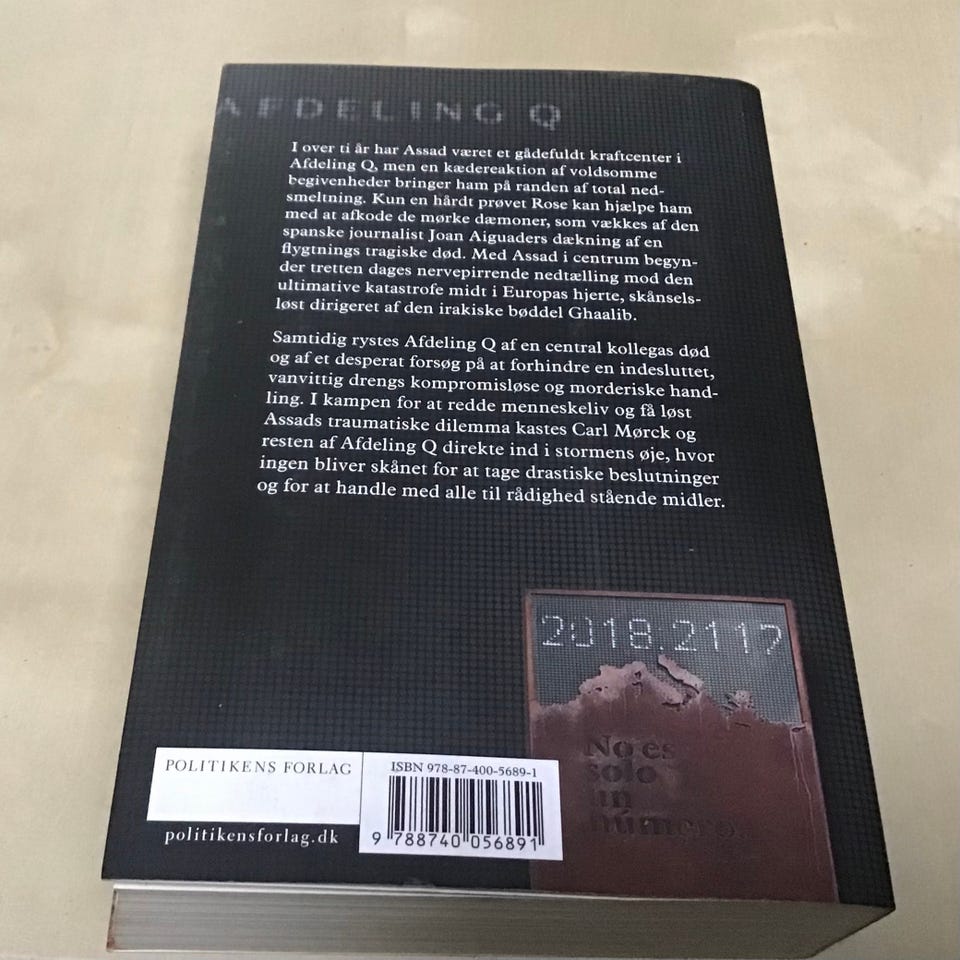 AFDELING Q
I over ti år har Assad været et gådefuldt kraftcenter i
Afdeling Q, men en kædereaktion af voldsomme
begivenheder bringer ham på randen af total ned-
smeltning. Kun en hårdt prøvet Rose kan hjælpe ham
med at afkode de mørke dæmoner, som vækkes af den
spanske journalist Joan Aiguaders dækning af en
flygtnings tragiske død. Med Assad i centrum begyn-
der tretten dages nervepirrende nedtælling mod den
ultimative katastrofe midt i Europas hjerte, skånsels-
løst dirigeret af den irakiske bøddel Ghaalib.
Samtidig rystes Afdeling Q af en central kollegas død
og af et desperat forsøg på at forhindre en indesluttet,
vanvittig drengs kompromisløse og morderiske hand-
ling. I kampen for at redde menneskeliv og få løst
Assads traumatiske dilemma kastes Carl Mørck og
resten af Afdeling Q direkte ind i stormens øje, hvor
ingen bliver skånet for at tage drastiske beslutninger
og for at handle med alle til rådighed stående midler.
2018:2117
No es
solo
un
número.
POLITIKENS FORLAG
politikensforlag.dk
ISBN 978-87-400-5689-1
9 788740 056891